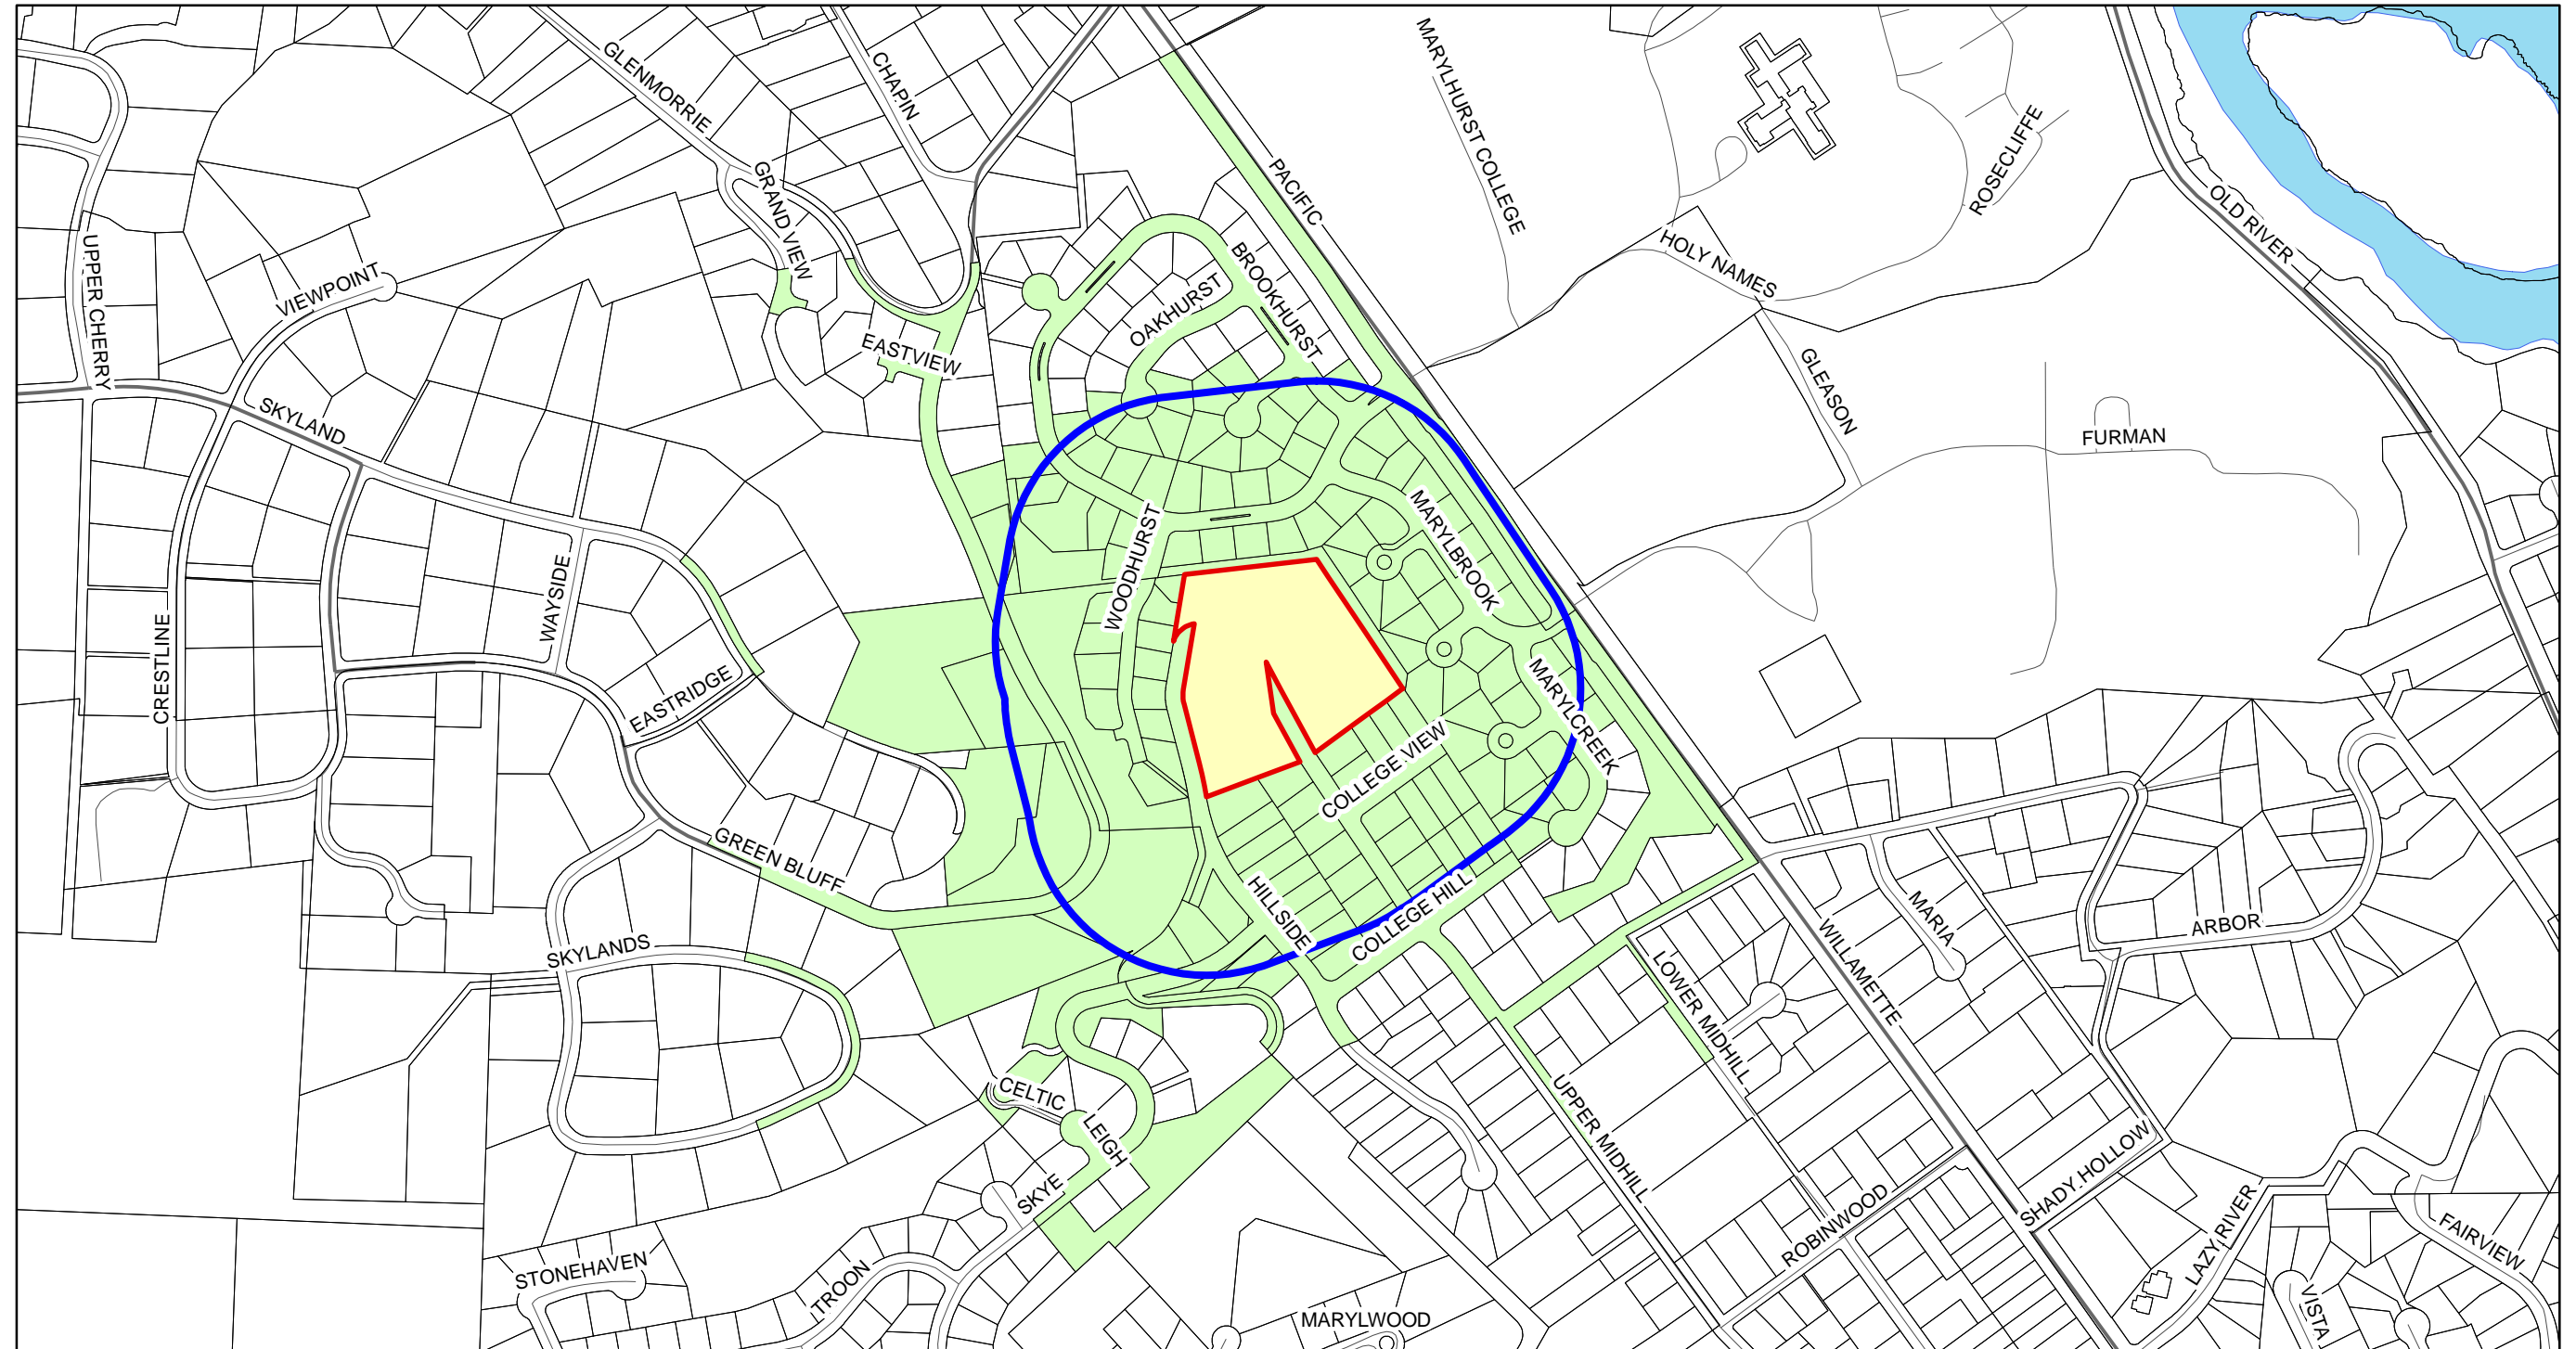 GLENMORRIE
CHAPIN
MARYLHURST COLLEGE
ROSECLIFFE
PACIFIC
GRAND VIEW
OLD RIVER
UPPER CHERRY
VIEWPOINT
HOLY NAMES
BROOKHURST
OAKHURST
EASTVIEW
GLEASON
SKYLAND
FURMAN
WOODHURST
MARYLBROOK
WAYSIDE
CRESTLINE
EASTRIDGE
MARYLCREEK
COLLEGE VIEW
GREEN BLUFF
HILLSIDE
COLLEGE HILL
MARIA
ARBOR
WILLAMETTE
SKYLANDS
LOWER MIDHILL
CELTIC
LEIGH
UPPER MIDHILL
SHADY HOLLOW
SKYE
ROBINWOOD
LAZY RIVER
FAIRVIEW
STONEHAVEN
TROON
MARYLWOOD
VISTA